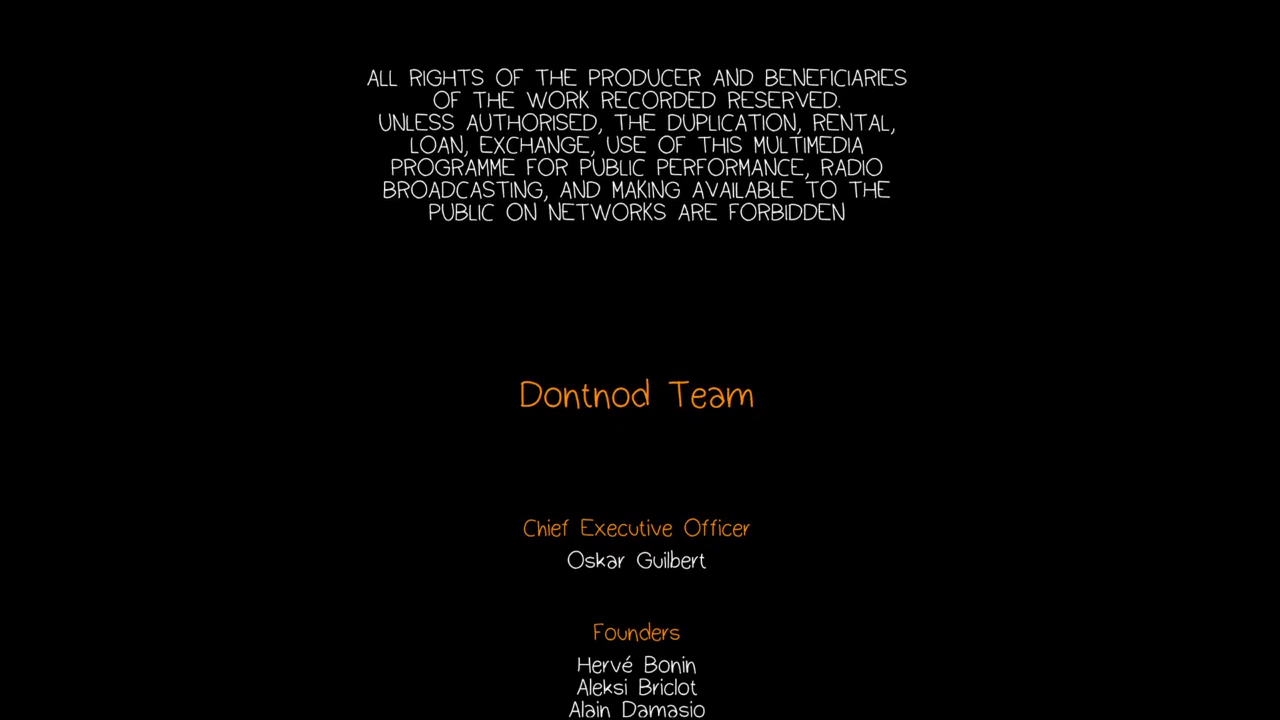 ALL RIGHTS OF THE PRODUCER AND BENEFICIARIES
OF THE WORK RECORDED RESERVED.
UNLESS AUTHORISED, THE DUPLICATION, RENTAL,
LOAN, EXCHANGE, USE OF THIS MULTIMEDIA
PROGRAMME FOR PUBLIC PERFORMANCE, RADIO
BROADCASTING, AND MAKING AVAILABLE TO THE
PUBLIC ON NETWORKS ARE FORBIDDEN
Dontnod Team
Chief Executive Officer
Oskar Guilbert
Founders
Hervé Bonin
Aleksi Briclot
Alain Damasio